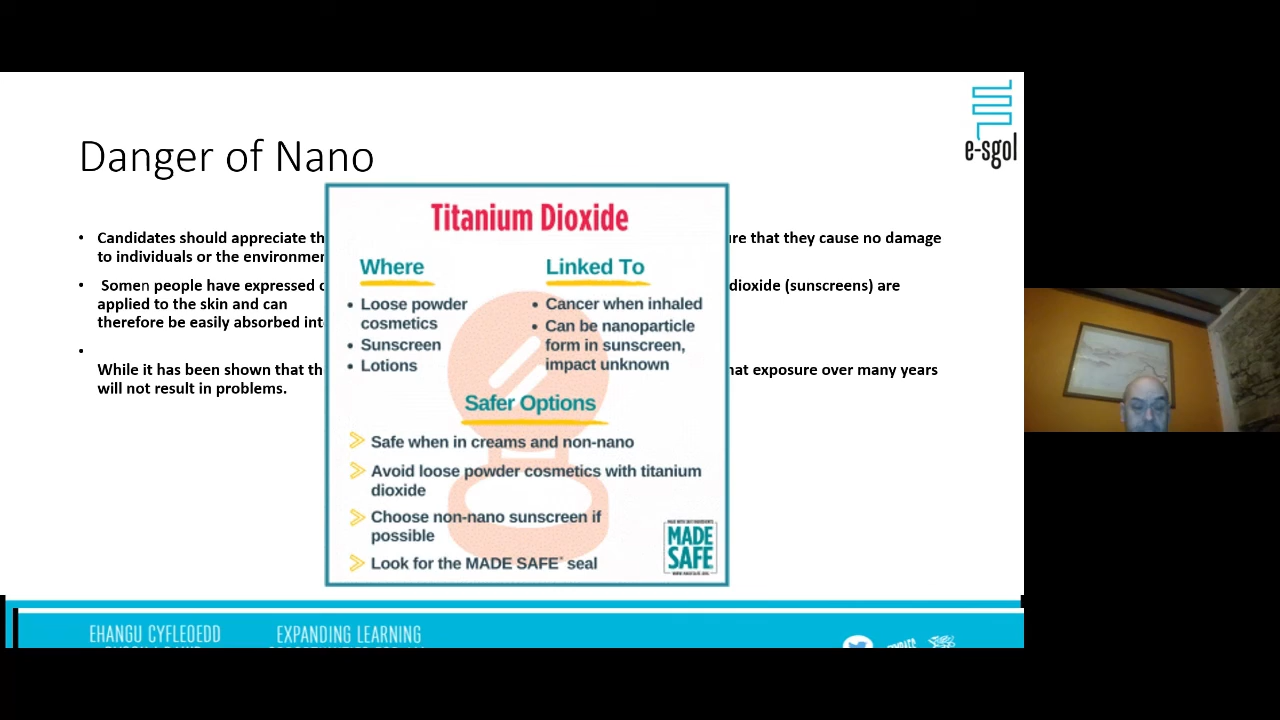 e-sgol
Danger of Nano
• Candidates should appreciate th
re that they cause no damage
to individuals or the environmen
• Somen people have expressed
dioxide (sunscreens) are
applied to the skin and can
therefore be easily absorbed int
•
While it has been shown that th
hat exposure over many years
will not result in problems.
Titanium Dioxide
Where
• Loose powder
cosmetics
• Sunscreen
• Lotions
Linked To
• Cancer when inhaled
• Can be nanoparticle
form in sunscreen,
impact unknown
Safer Options
Safe when in creams and non-nano
Avoid loose powder cosmetics with titanium
dioxide
Choose non-nano sunscreen if
possible
Look for the MADE SAFE® seal
MADE
SAFE
EHANGU CYFLEOEDD
EXPANDING LEARNING